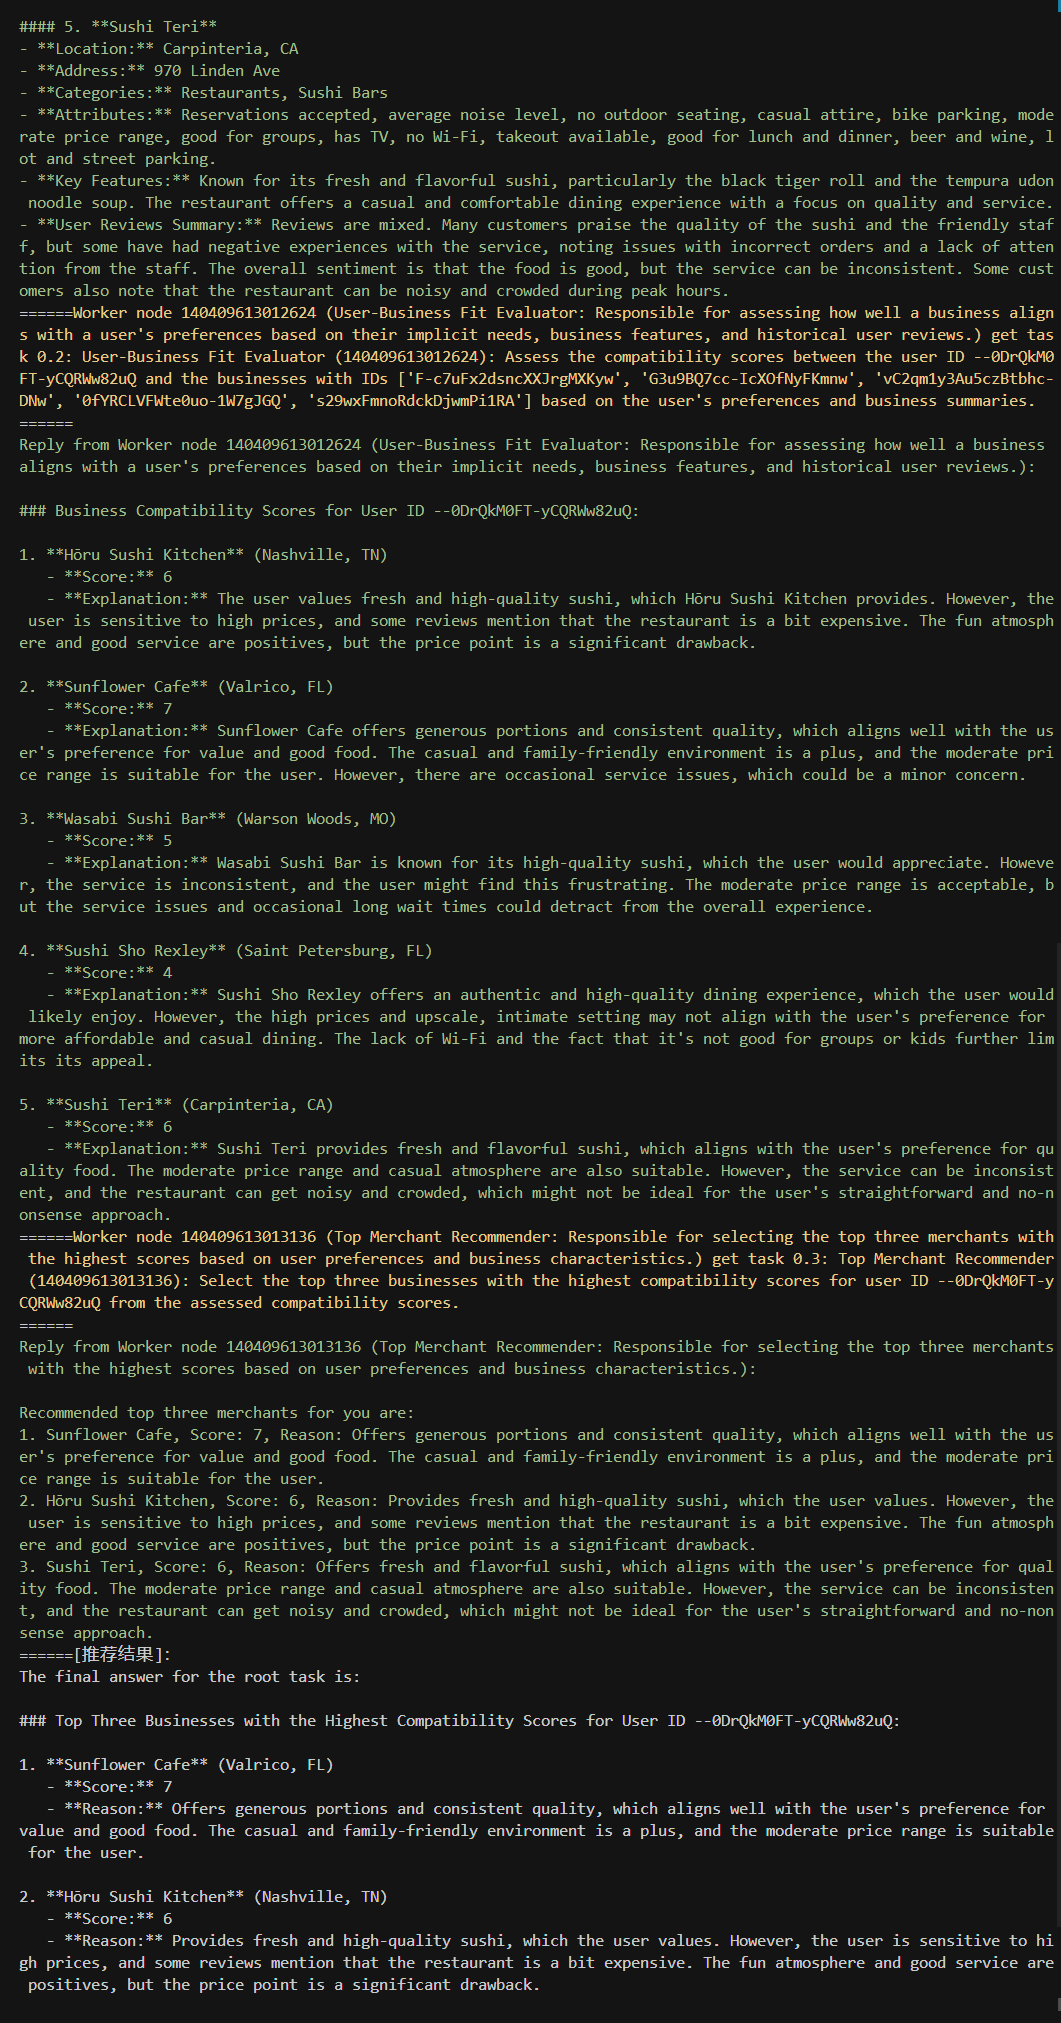 #### 5. **Sushi Teri**
- **Location:** Carpinteria, CA
- **Address:** 970 Linden Ave
- **Categories:** Restaurants, Sushi Bars
- **Attributes:** Reservations accepted, average noise level, no outdoor seating, casual attire, bike parking, mode
rate price range, good for groups, has TV, no Wi-Fi, takeout available, good for lunch and dinner, beer and wine, l
ot and street parking.
- **Key Features:** Known for its fresh and flavorful sushi, particularly the black tiger roll and the tempura udon
 noodle soup. The restaurant offers a casual and comfortable dining experience with a focus on quality and service.
- **User Reviews Summary:** Reviews are mixed. Many customers praise the quality of the sushi and the friendly staf
f, but some have had negative experiences with the service, noting issues with incorrect orders and a lack of atten
tion from the staff. The overall sentiment is that the food is good, but the service can be inconsistent. Some cust
omers also note that the restaurant can be noisy and crowded during peak hours.
======Worker node 140409613012624 (User-Business Fit Evaluator: Responsible for assessing how well a business align
s with a user's preferences based on their implicit needs, business features, and historical user reviews.) get tas
k 0.2: User-Business Fit Evaluator (140409613012624): Assess the compatibility scores between the user ID --0DrQkM0
FT-yCQRWw82uQ and the businesses with IDs ['F-c7uFx2dsncXXJrgMXKyw', 'G3u9BQ7cc-IcXOfNyFKmnw', 'vC2qm1y3Au5czBtbhc-
DNw', '0fYRCLVFWte0uo-1W7gJGQ', 's29wxFmnoRdckDjwmPi1RA'] based on the user's preferences and business summaries.
======
Reply from Worker node 140409613012624 (User-Business Fit Evaluator: Responsible for assessing how well a business
aligns with a user's preferences based on their implicit needs, business features, and historical user reviews.):

### Business Compatibility Scores for User ID --0DrQkM0FT-yCQRWw82uQ:

1. **Hōru Sushi Kitchen** (Nashville, TN)
   - **Score:** 6
   - **Explanation:** The user values fresh and high-quality sushi, which Hōru Sushi Kitchen provides. However, the
 user is sensitive to high prices, and some reviews mention that the restaurant is a bit expensive. The fun atmosph
ere and good service are positives, but the price point is a significant drawback.

2. **Sunflower Cafe** (Valrico, FL)
   - **Score:** 7
   - **Explanation:** Sunflower Cafe offers generous portions and consistent quality, which aligns well with the us
er's preference for value and good food. The casual and family-friendly environment is a plus, and the moderate pri
ce range is suitable for the user. However, there are occasional service issues, which could be a minor concern.

3. **Wasabi Sushi Bar** (Warson Woods, MO)
   - **Score:** 5
   - **Explanation:** Wasabi Sushi Bar is known for its high-quality sushi, which the user would appreciate. Howeve
r, the service is inconsistent, and the user might find this frustrating. The moderate price range is acceptable, b
ut the service issues and occasional long wait times could detract from the overall experience.

4. **Sushi Sho Rexley** (Saint Petersburg, FL)
   - **Score:** 4
   - **Explanation:** Sushi Sho Rexley offers an authentic and high-quality dining experience, which the user would
 likely enjoy. However, the high prices and upscale, intimate setting may not align with the user's preference for
more affordable and casual dining. The lack of Wi-Fi and the fact that it's not good for groups or kids further lim
its its appeal.

5. **Sushi Teri** (Carpinteria, CA)
   - **Score:** 6
   - **Explanation:** Sushi Teri provides fresh and flavorful sushi, which aligns with the user's preference for qu
ality food. The moderate price range and casual atmosphere are also suitable. However, the service can be inconsist
ent, and the restaurant can get noisy and crowded, which might not be ideal for the user's straightforward and no-n
onsense approach.
======Worker node 140409613013136 (Top Merchant Recommender: Responsible for selecting the top three merchants with
 the highest scores based on user preferences and business characteristics.) get task 0.3: Top Merchant Recommender
 (140409613013136): Select the top three businesses with the highest compatibility scores for user ID --0DrQkM0FT-y
CQRWw82uQ from the assessed compatibility scores.
======
Reply from Worker node 140409613013136 (Top Merchant Recommender: Responsible for selecting the top three merchants
 with the highest scores based on user preferences and business characteristics.):

Recommended top three merchants for you are:
1. Sunflower Cafe, Score: 7, Reason: Offers generous portions and consistent quality, which aligns well with the us
er's preference for value and good food. The casual and family-friendly environment is a plus, and the moderate pri
ce range is suitable for the user.
2. Hōru Sushi Kitchen, Score: 6, Reason: Provides fresh and high-quality sushi, which the user values. However, the
 user is sensitive to high prices, and some reviews mention that the restaurant is a bit expensive. The fun atmosph
ere and good service are positives, but the price point is a significant drawback.
3. Sushi Teri, Score: 6, Reason: Offers fresh and flavorful sushi, which aligns with the user's preference for qual
ity food. The moderate price range and casual atmosphere are also suitable. However, the service can be inconsisten
t, and the restaurant can get noisy and crowded, which might not be ideal for the user's straightforward and no-non
sense approach.
======[推荐结果]:
The final answer for the root task is:

### Top Three Businesses with the Highest Compatibility Scores for User ID --0DrQkM0FT-yCQRWw82uQ:

1. **Sunflower Cafe** (Valrico, FL)
   - **Score:** 7
   - **Reason:** Offers generous portions and consistent quality, which aligns well with the user's preference for
value and good food. The casual and family-friendly environment is a plus, and the moderate price range is suitable
 for the user.

2. **Hōru Sushi Kitchen** (Nashville, TN)
   - **Score:** 6
   - **Reason:** Provides fresh and high-quality sushi, which the user values. However, the user is sensitive to hi
gh prices, and some reviews mention that the restaurant is a bit expensive. The fun atmosphere and good service are
 positives, but the price point is a significant drawback.